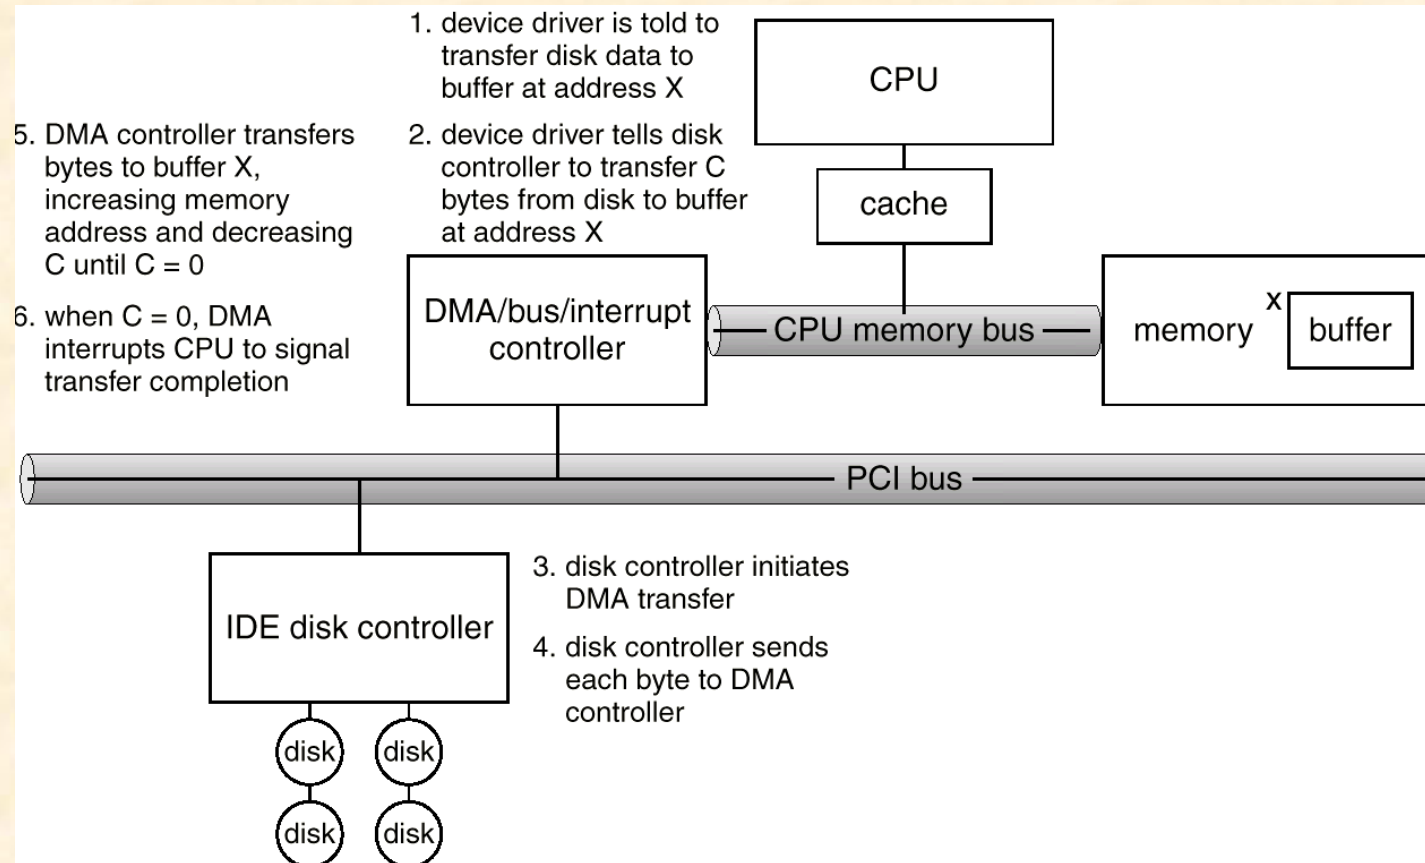 1. device driver is told to
transfer disk data to
buffer at address X
2. device driver tells disk
controller to transfer C
bytes from disk to buffer
at address X
5. DMA controller transfers
bytes to buffer X,
increasing memory
address and decreasing
C until C = 0
6. when C = 0, DMA
interrupts CPU to signal
transfer completion
CPU
cache
DMA/bus/interrupt
controller
CPU memory bus
memory
X
buffer
PCI bus
IDE disk controller
3. disk controller initiates
DMA transfer
4. disk controller sends
each byte to DMA
controller
disk
disk
disk
disk